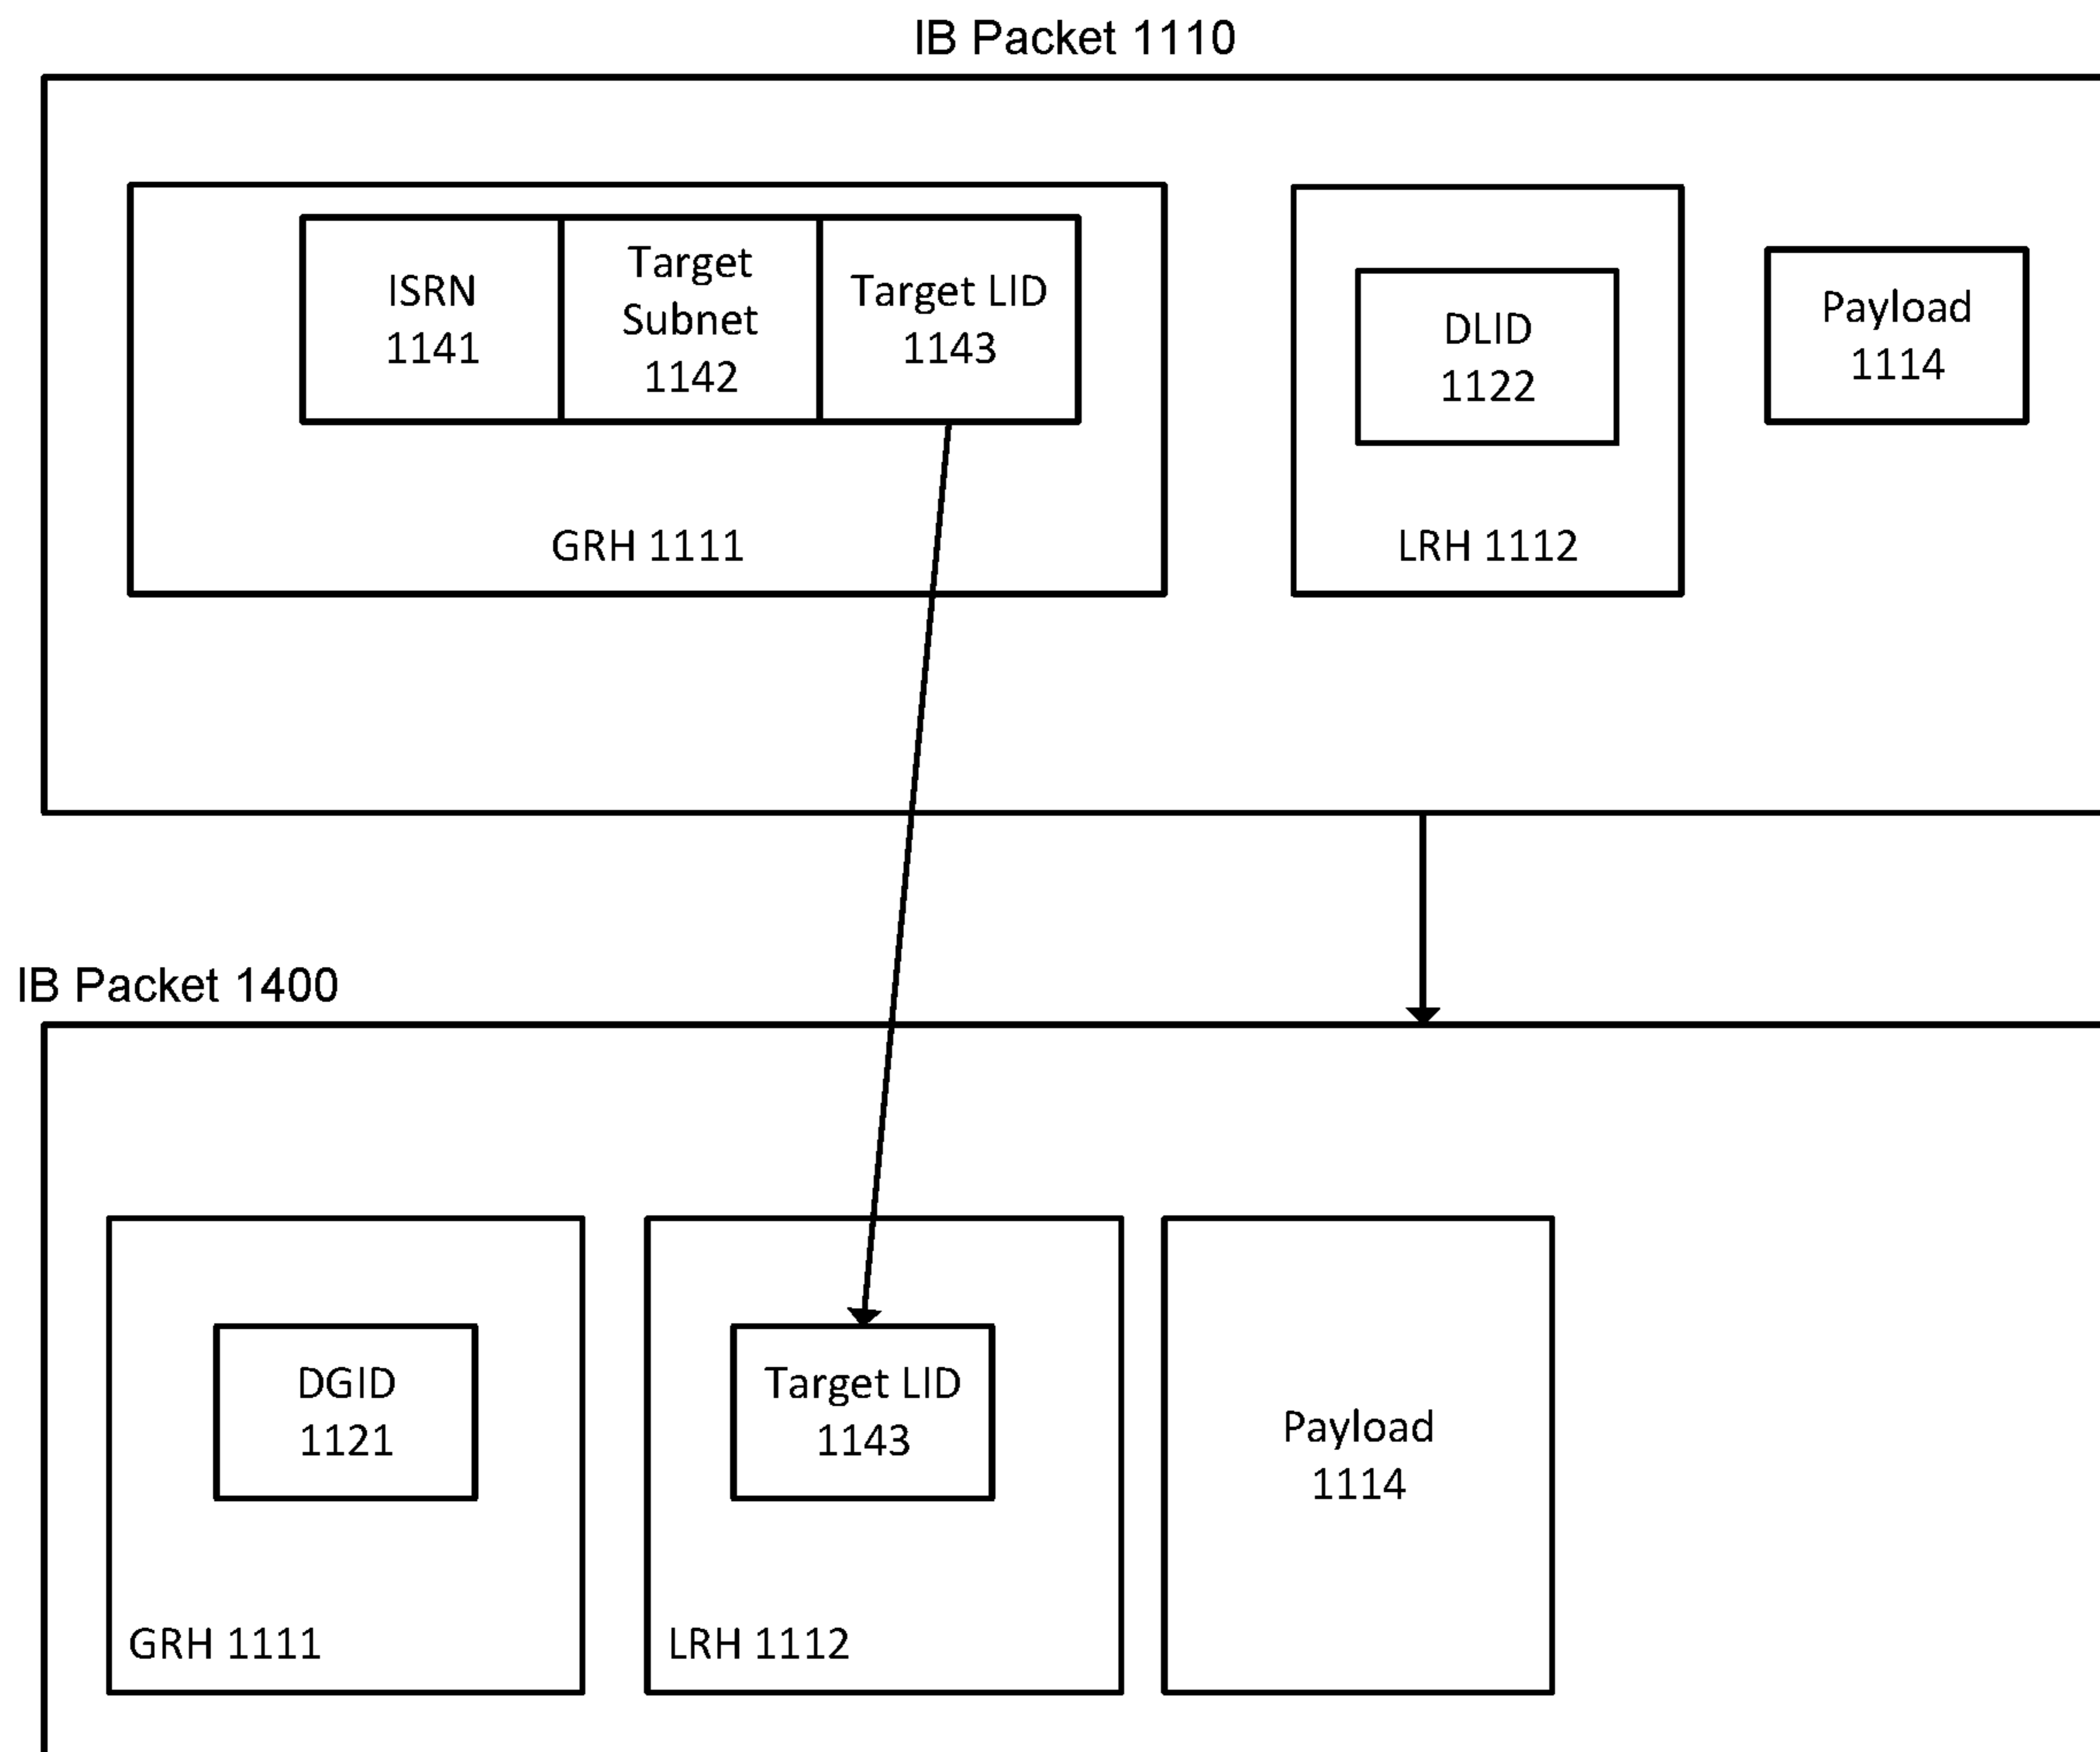 IB Packet 1110
ISRN
1141
Target
Subnet
1142
Target LID
1143
GRH 1111
DLID
1122
LRH 1112
Payload
1114
IB Packet 1400
DGID
1121
GRH 1111
Target LID
1143
LRH 1112
Payload
1114